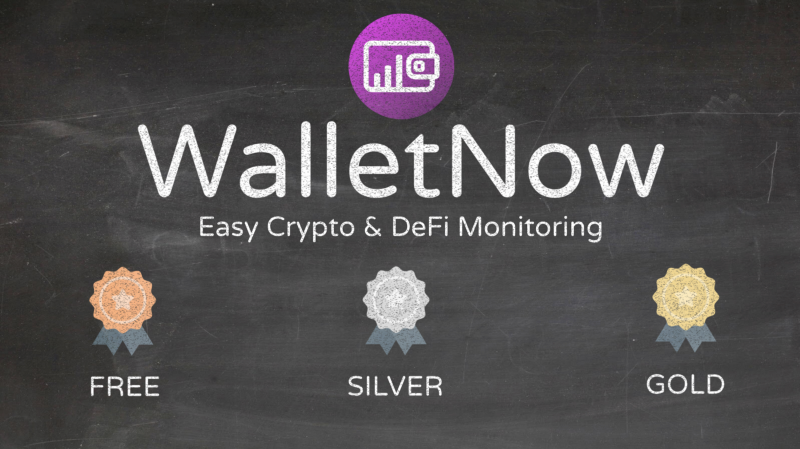 WalletNow
Easy Crypto & DeFi Monitoring
FREE
SILVER
GOLD